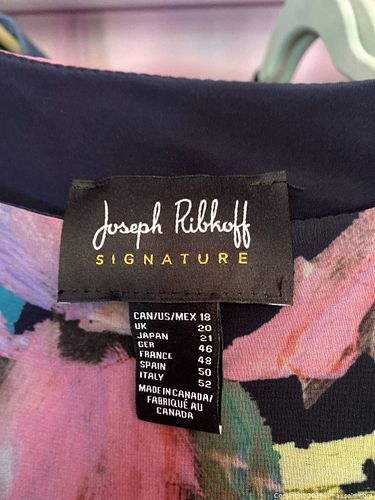 Joseph Ribkoff
SIGNATURE
CAN/US/MEX 18
UK 20
JAPAN 21
GER 46
FRANCE 48
SPAIN 50
ITALY 52
MADE IN CANADA/
FABRIQUÉ AU
CANADA